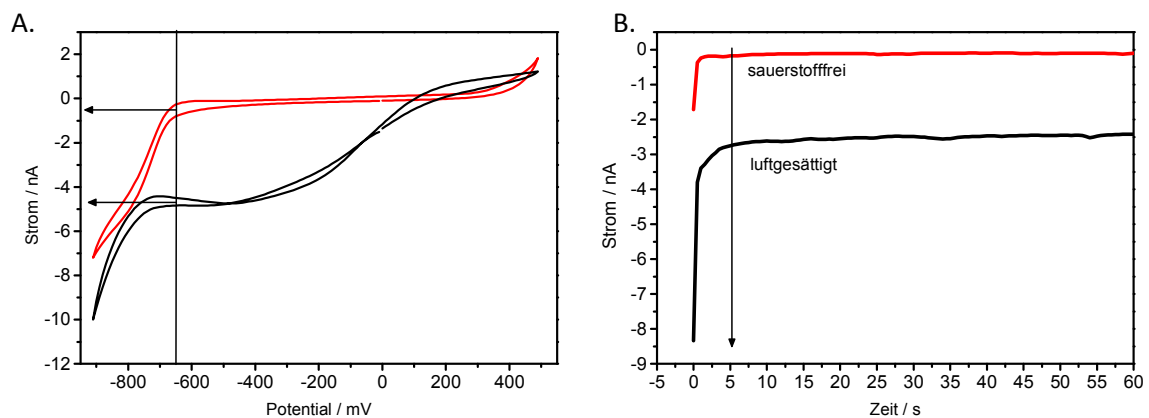 A.
Strom / nA
2
0
-2
-4
-6
-8
-10
-12
-800 -600 -400 -200 0 200 400
Potential / mV
B.
Strom / nA
0
-1
-2
-3
-4
-5
-6
-7
-8
-9
sauerstofffrei
luftgesättigt
-5 0 5 10 15 20 25 30 35 40 45 50 55 60
Zeit / s